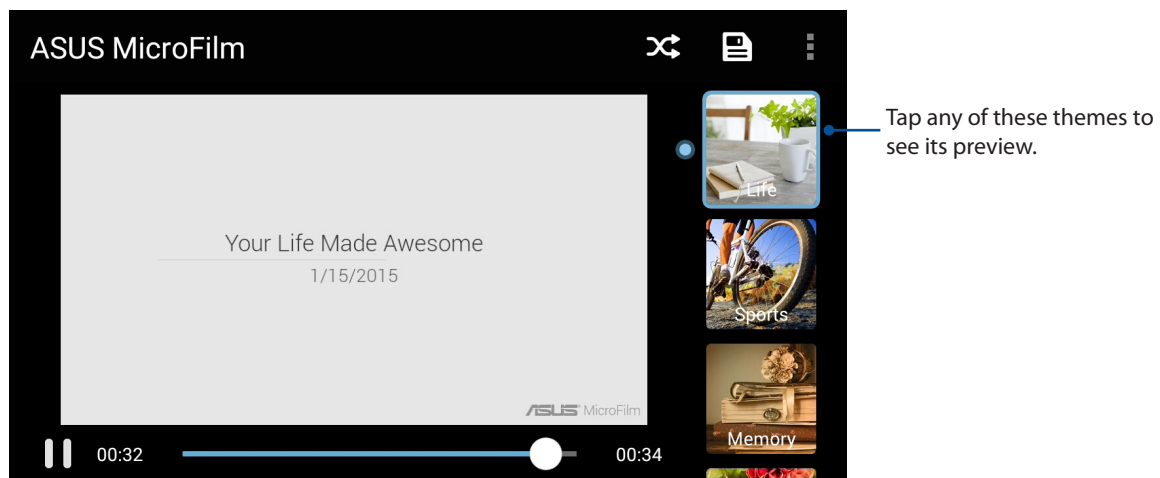 ASUS MicroFilm
Life
Tap any of these themes to
see its preview.
Your Life Made Awesome
1/15/2015
Sports
ASUS MicroFilm
Memory
00:32
00:34